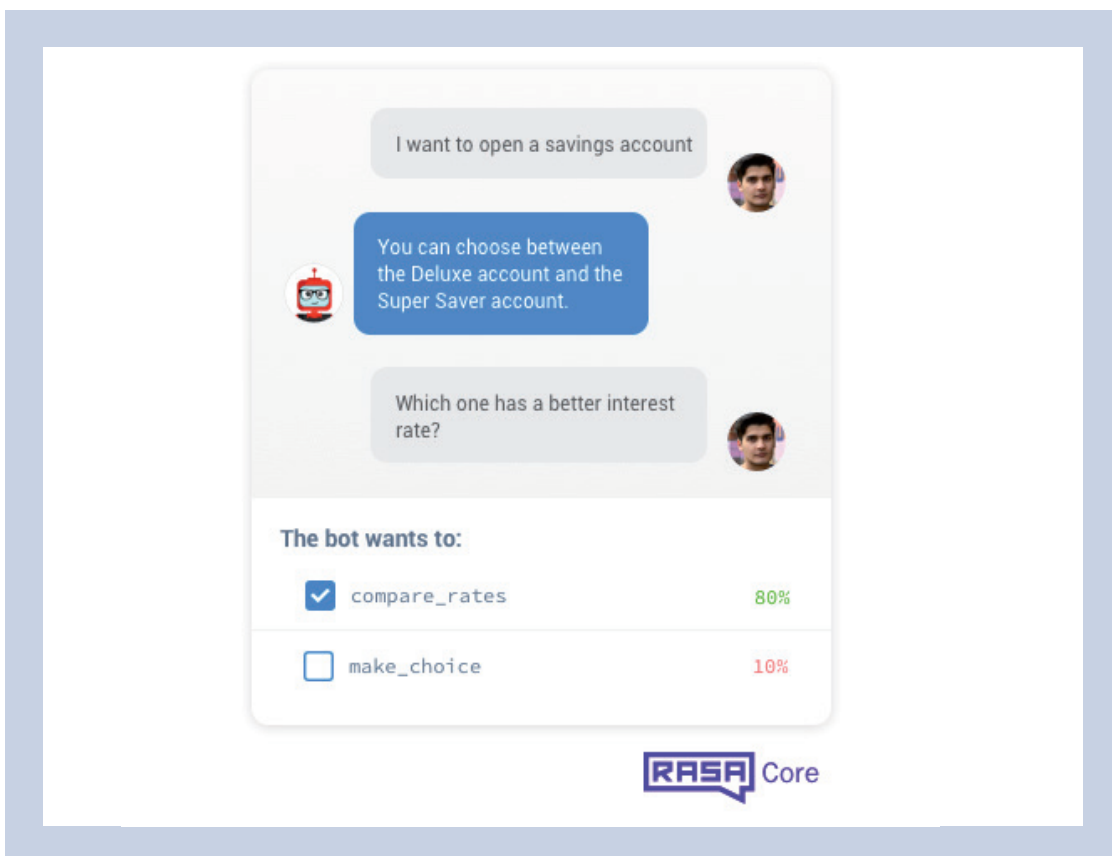 I want to open a savings account
You can choose between
the Deluxe account and the
Super Saver account.
Which one has a better interest
rate?
The bot wants to:
compare_rates 80%
make_choice 10%
RASA Core